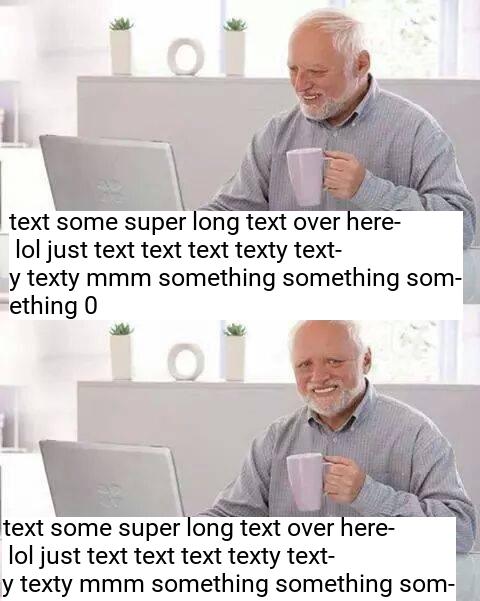 text some super long text over here-
lol just text text text texty text-
y texty mmm something something som-
ething 0
text some super long text over here-
lol just text text text texty text-
y texty mmm something something som-